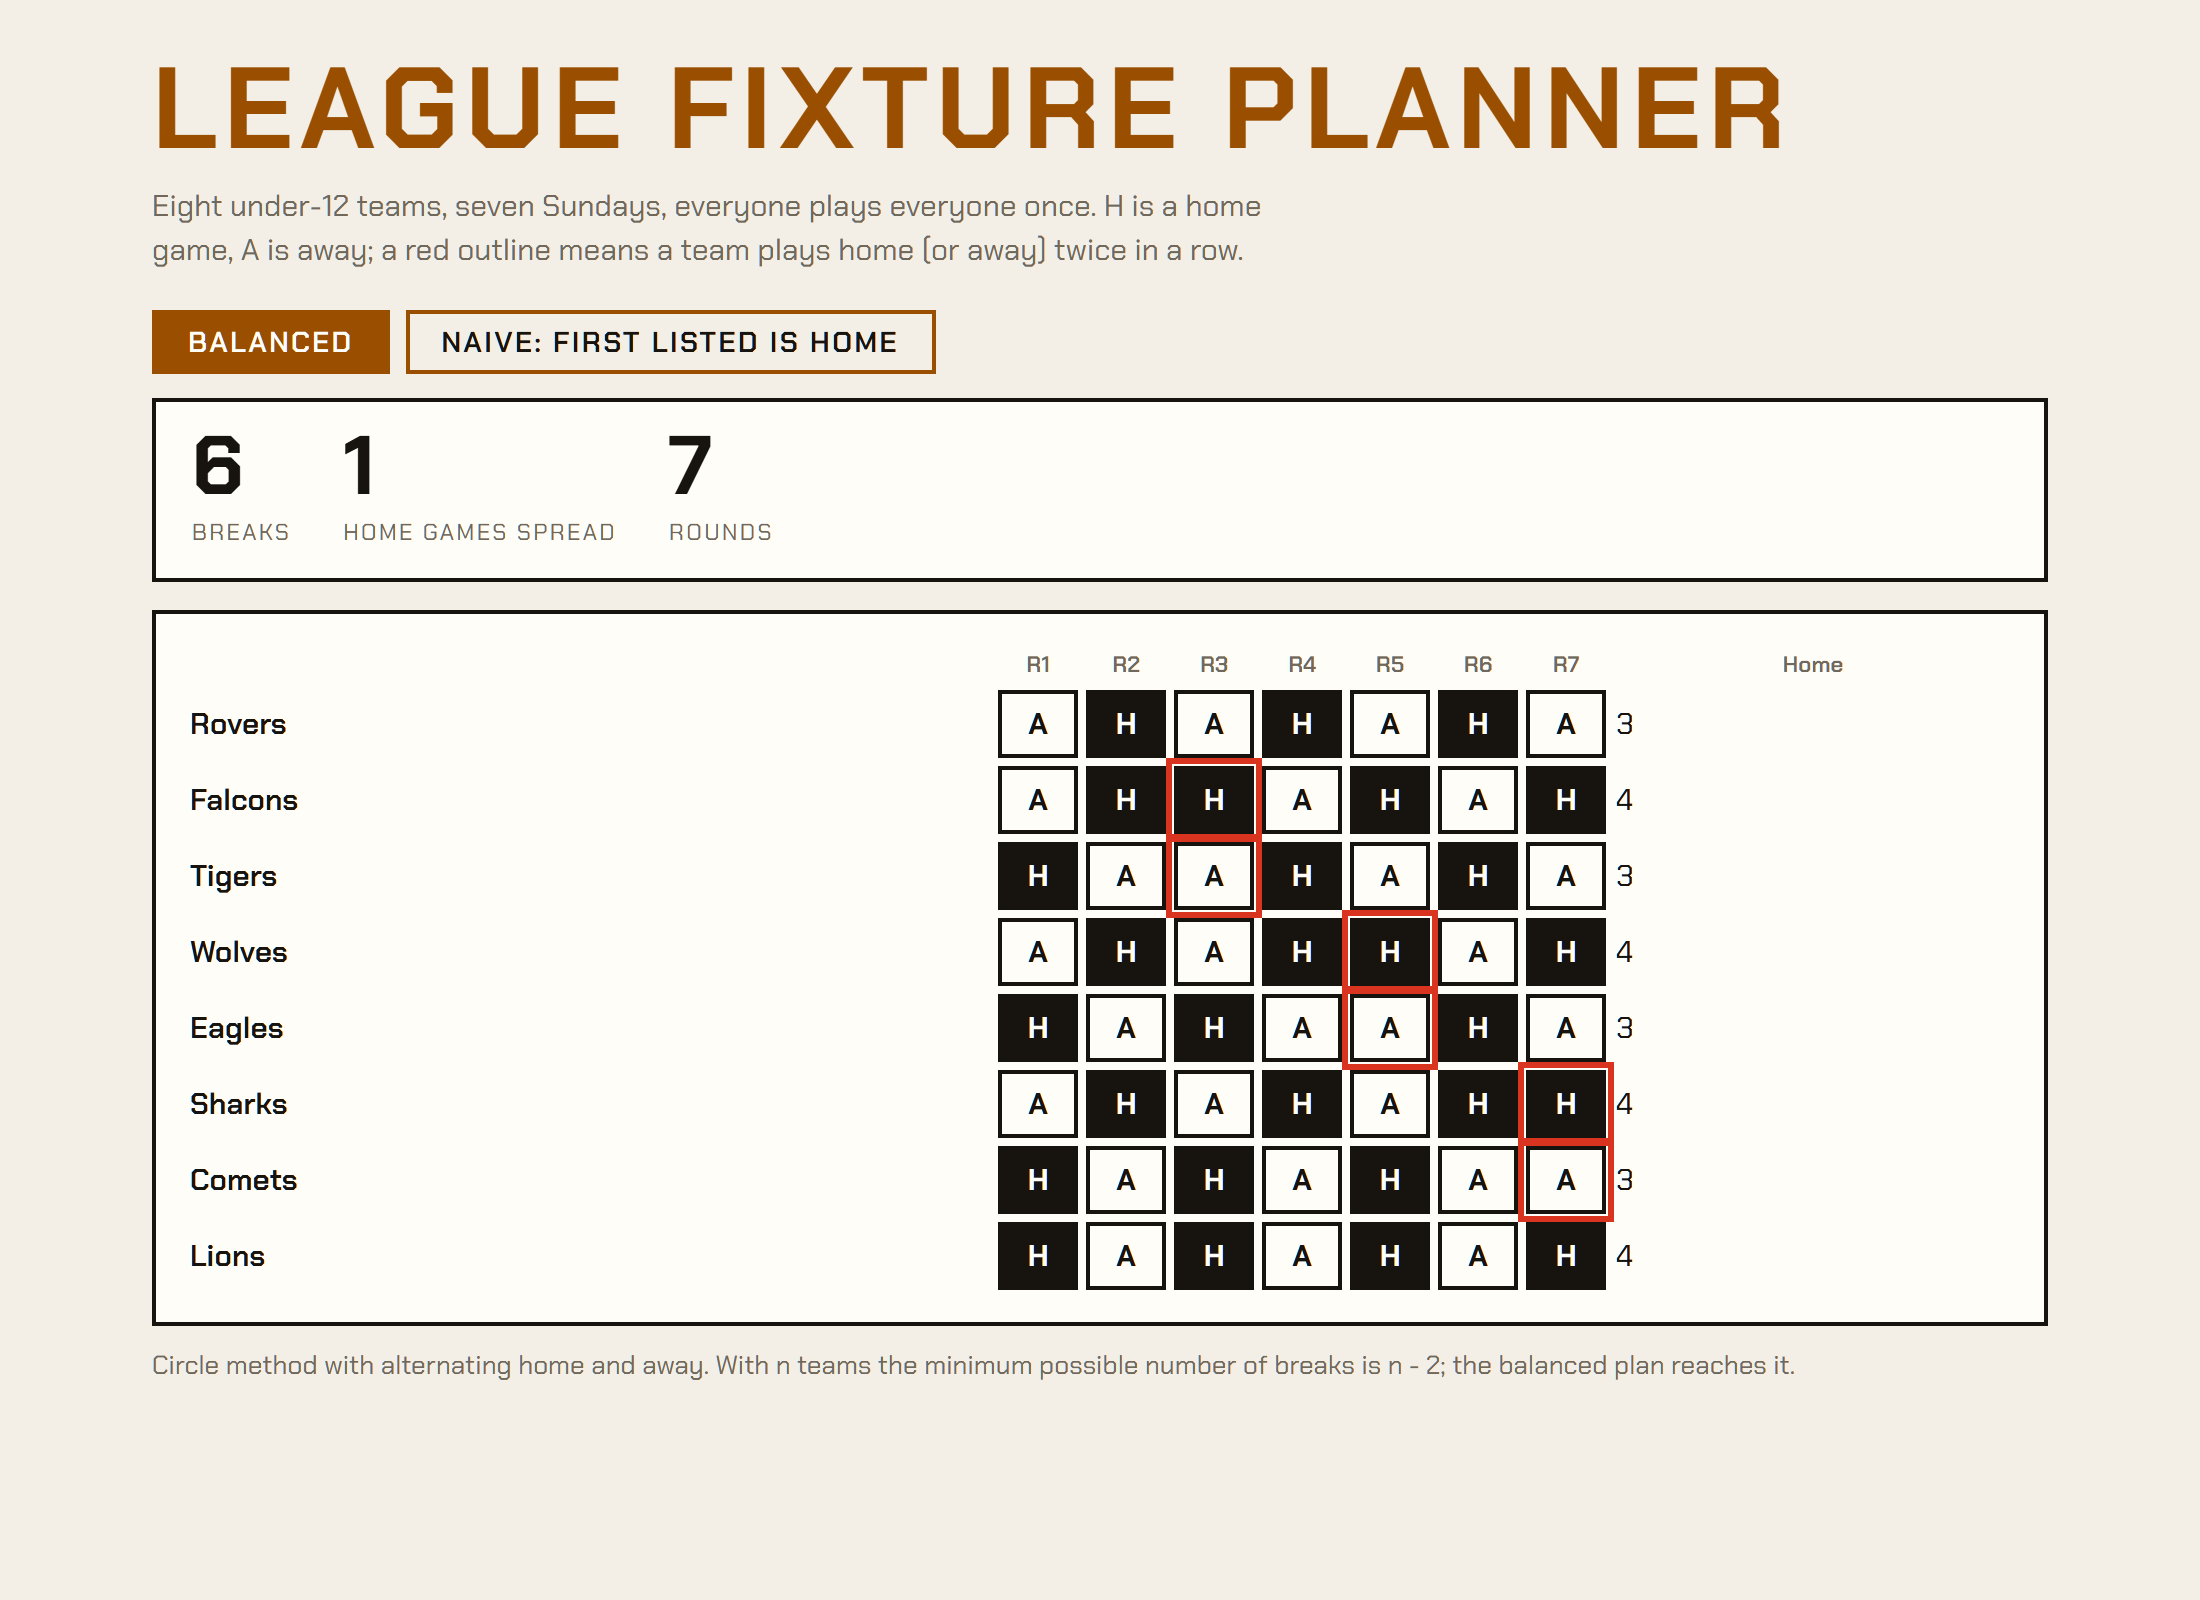 LEAGUE FIXTURE PLANNER
Eight under-12 teams, seven Sundays, everyone plays everyone once. H is a home
game, A is away; a red outline means a team plays home (or away) twice in a row.
BALANCED NAIVE: FIRST LISTED IS HOME
6 1 7
BREAKS HOME GAMES SPREAD ROUNDS
R1 R2 R3 R4 R5 R6 R7 Home
Rovers A H A H A H A 3
Falcons A H H A H A H 4
Tigers H A A H A H A 3
Wolves A H A H H A H 4
Eagles H A H A A H A 3
Sharks A H A H A H H 4
Comets H A H A H A A 3
Lions H A H A H A H 4
Circle method with alternating home and away. With n teams the minimum possible number of breaks is n - 2; the balanced plan reaches it.